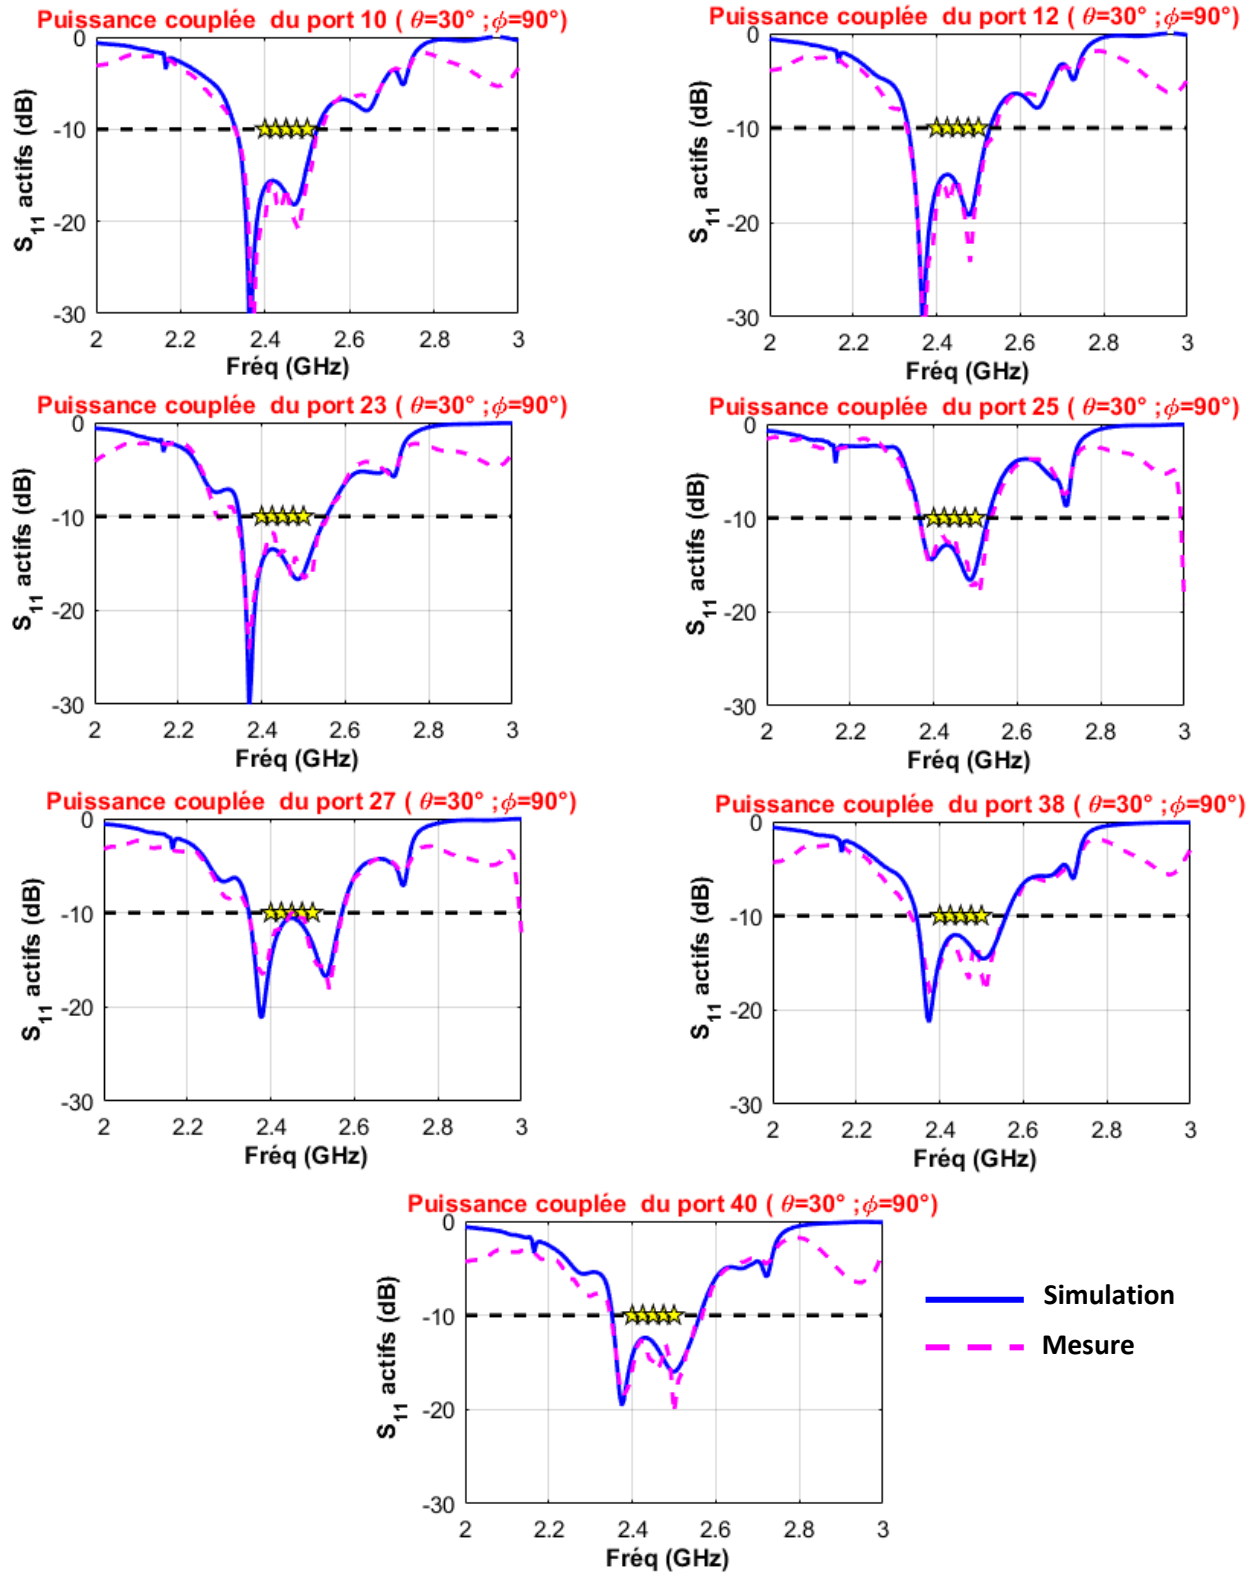 Puissance couplée du port 10 ( θ=30° ;ϕ=90°)
0
-10
-20
-30
S11 actifs (dB)
2 2.2 2.4 2.6 2.8 3
Fréq (GHz)
Puissance couplée du port 12 ( θ=30° ;ϕ=90°)
0
-10
-20
-30
S11 actifs (dB)
2 2.2 2.4 2.6 2.8 3
Fréq (GHz)
Puissance couplée du port 23 ( θ=30° ;ϕ=90°)
0
-10
-20
-30
S11 actifs (dB)
2 2.2 2.4 2.6 2.8 3
Fréq (GHz)
Puissance couplée du port 25 ( θ=30° ;ϕ=90°)
0
-10
-20
-30
S11 actifs (dB)
2 2.2 2.4 2.6 2.8 3
Fréq (GHz)
Puissance couplée du port 27 ( θ=30° ;ϕ=90°)
0
-10
-20
-30
S11 actifs (dB)
2 2.2 2.4 2.6 2.8 3
Fréq (GHz)
Puissance couplée du port 38 ( θ=30° ;ϕ=90°)
0
-10
-20
-30
S11 actifs (dB)
2 2.2 2.4 2.6 2.8 3
Fréq (GHz)
Puissance couplée du port 40 ( θ=30° ;ϕ=90°)
0
-10
-20
-30
S11 actifs (dB)
2 2.2 2.4 2.6 2.8 3
Fréq (GHz)
Simulation
Mesure